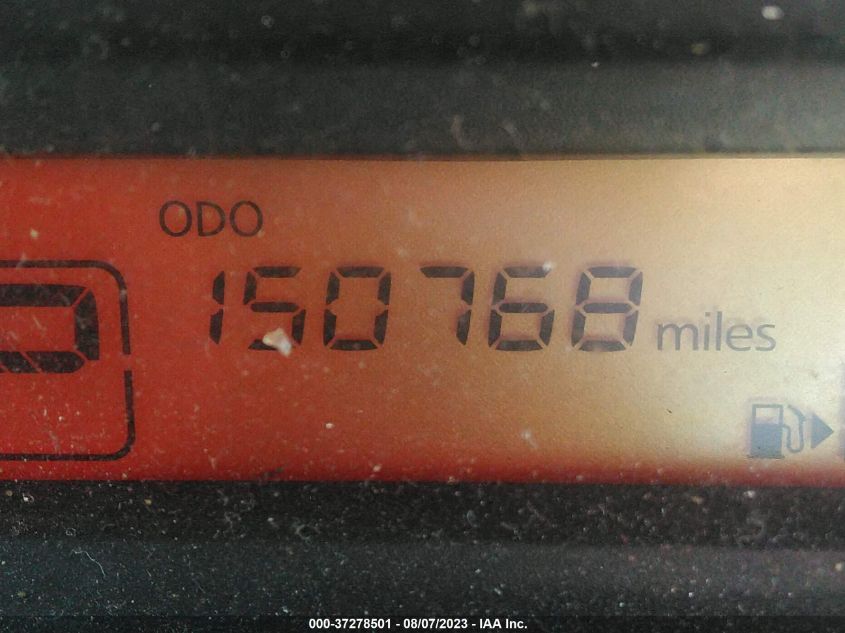 ODO
150768 miles
000-37278501 - 08/07/2023 - IAA Inc.